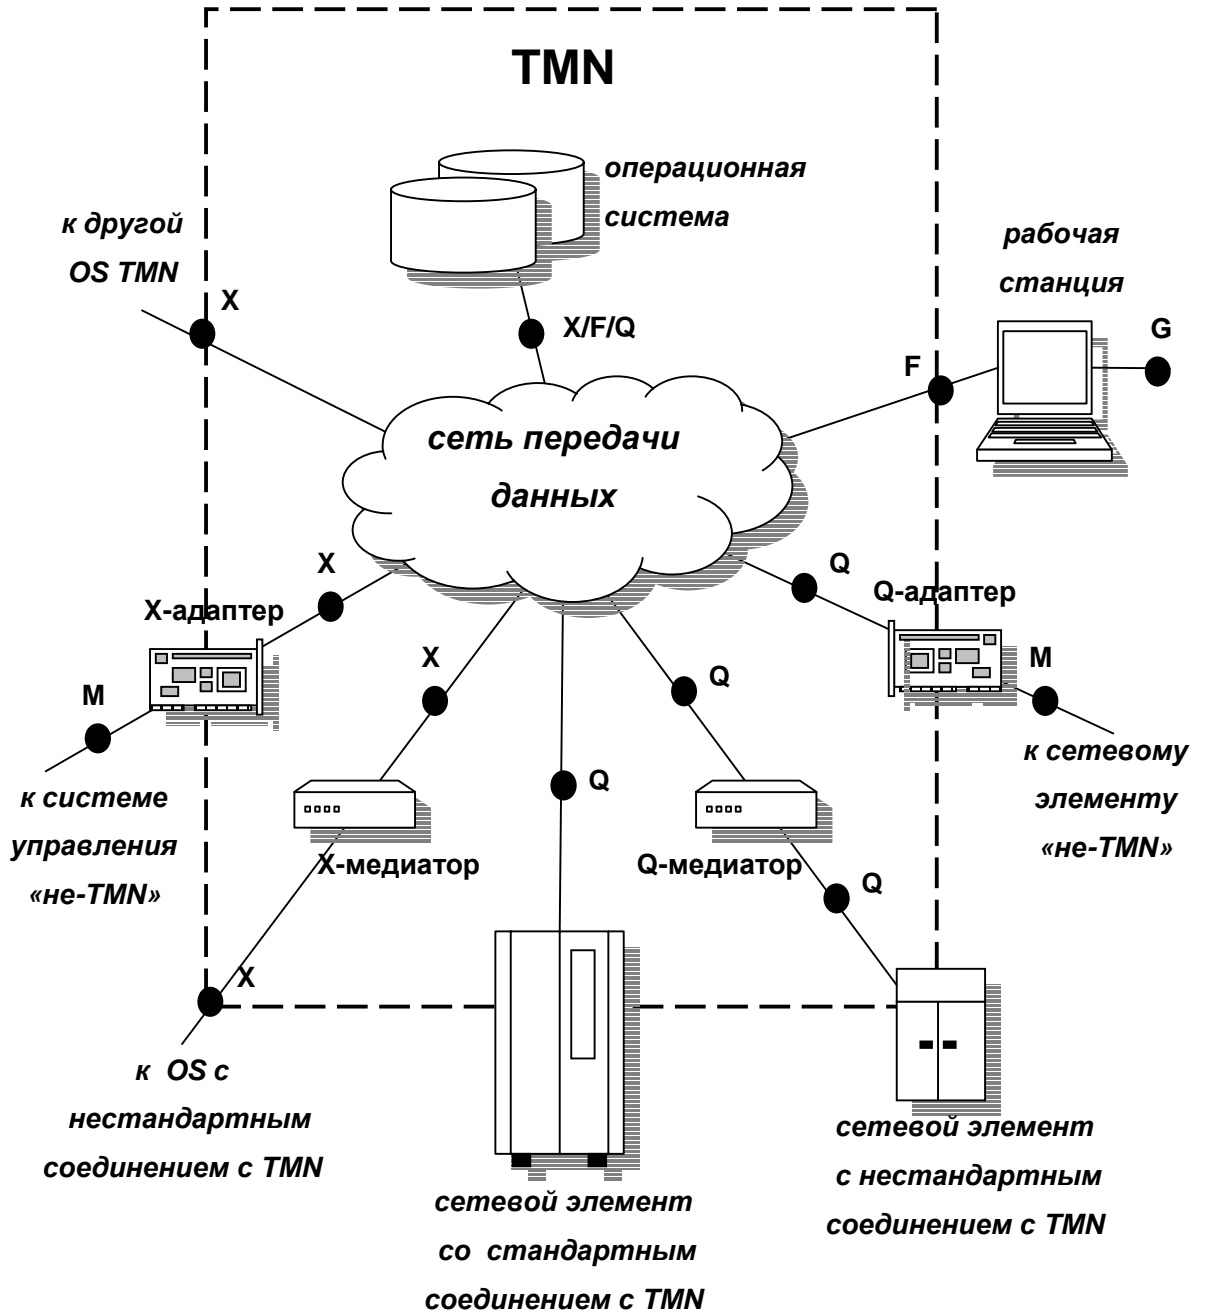 TMN
операционная
система
к другой
OS TMN
X
X/F/Q
рабочая
станция
G
F
сеть передачи
данных
X
Х-адаптер
M
к системе
управления
«не-TMN»
Q
Q-адаптер
M
к сетевому
элементу
«не-TMN»
X
Х-медиатор
X
к OS с
нестандартным
соединением с TMN
Q
сетевой элемент
со стандартным
соединением с TMN
Q
Q-медиатор
Q
сетевой элемент
с нестандартным
соединением с TMN